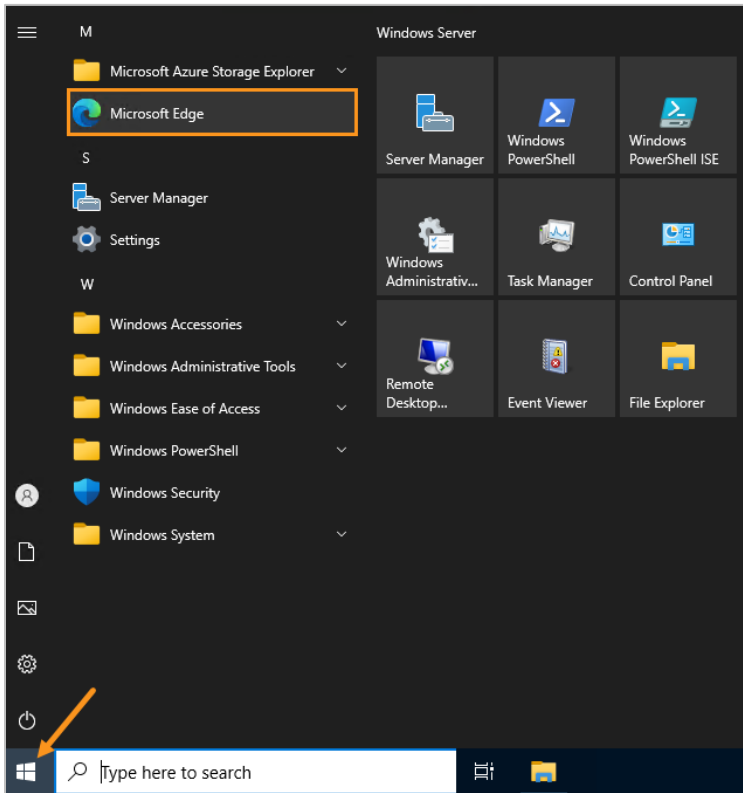 M
Microsoft Azure Storage Explorer
Microsoft Edge
S
Server Manager
Settings
W
Windows Accessories
Windows Administrative Tools
Windows Ease of Access
Windows PowerShell
Windows Security
Windows System
Windows Server
Server Manager
Windows
PowerShell
Windows
PowerShell ISE
Windows
Administrativ...
Task Manager
Control Panel
Remote
Desktop...
Event Viewer
File Explorer
Type here to search